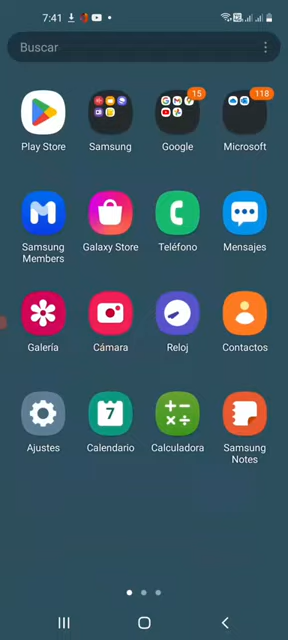 7:41
Buscar
15
118
Play Store
Samsung
Google
Microsoft
Samsung Members
Galaxy Store
Teléfono
Mensajes
Galería
Cámara
Reloj
Contactos
7
Ajustes
Calendario
Calculadora
Samsung Notes